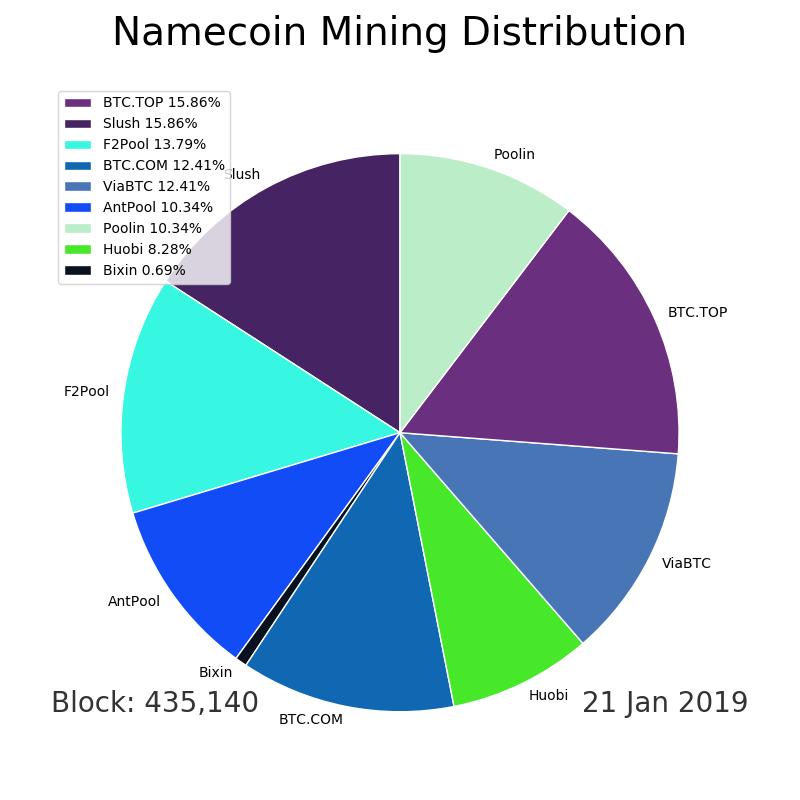 Namecoin Mining Distribution
BTC.TOP 15.86%
Slush 15.86%
F2Pool 13.79%
BTC.COM 12.41%
ViaBTC 12.41%
AntPool 10.34%
Poolin 10.34%
Huobi 8.28%
Bixin 0.69%
Poolin
Slush
BTC.TOP
F2Pool
ViaBTC
AntPool
Bixin
Huobi
BTC.COM
Block: 435,140
21 Jan 2019